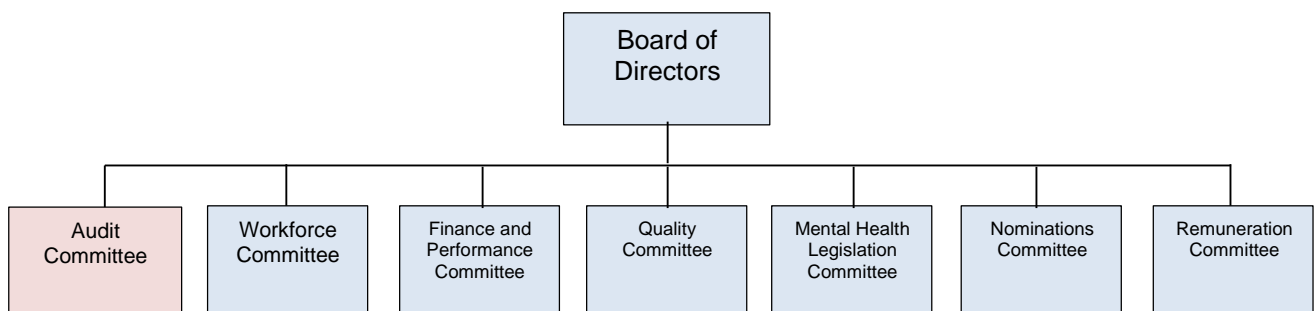 Board of
Directors
Audit
Committee
Workforce
Committee
Finance and
Performance
Committee
Quality
Committee
Mental Health
Legislation
Committee
Nominations
Committee
Remuneration
Committee